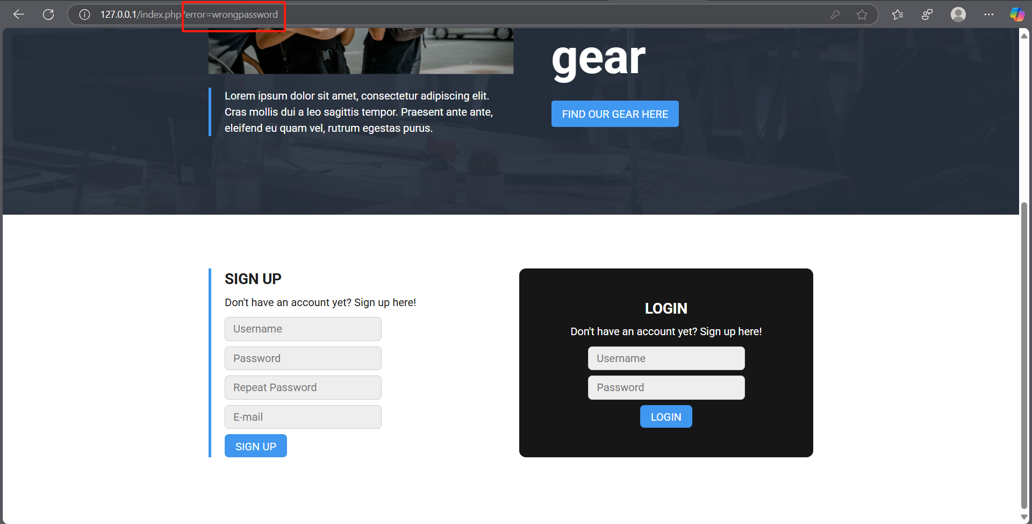 127.0.0.1/index.php?error=wrongpassword
gear
Lorem ipsum dolor sit amet, consectetur adipiscing elit.
Cras mollis dui a leo sagittis tempor. Praesent ante ante,
eleifend eu quam vel, rutrum egestas purus.
FIND OUR GEAR HERE
SIGN UP
Don't have an account yet? Sign up here!
Username
Password
Repeat Password
E-mail
SIGN UP
LOGIN
Don't have an account yet? Sign up here!
Username
Password
LOGIN